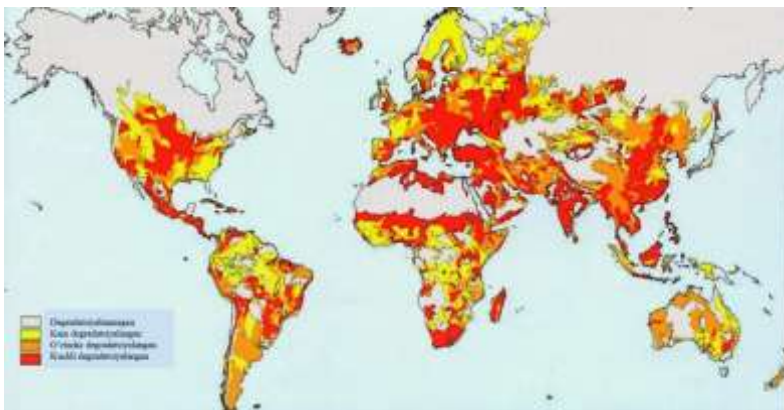 Degradatsiyalanmagan
Kam degradatsiyalangan
O'rtacha degradatsiyalangan
Kuchli degradatsiyalangan